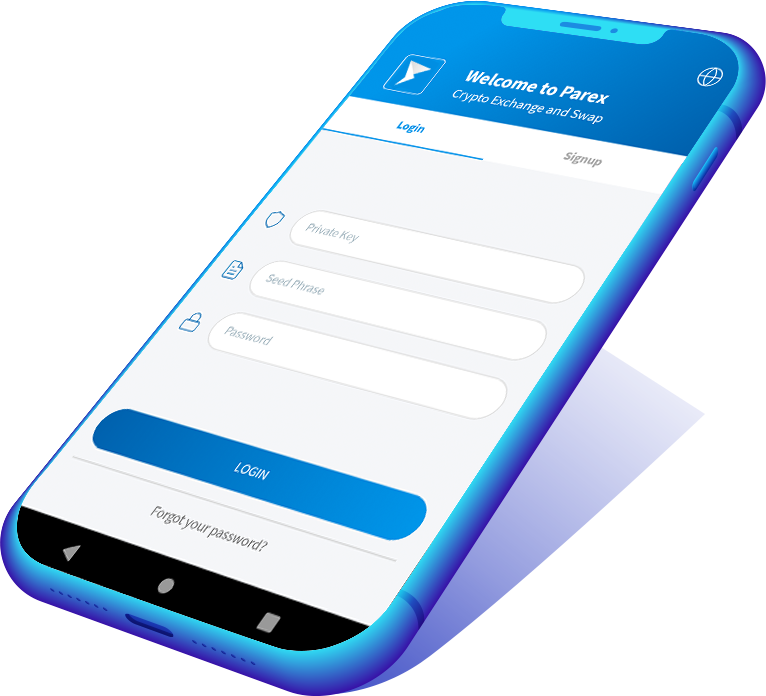 Welcome to Parex
Crypto Exchange and Swap
Login
Signup
Private Key
Seed Phrase
Password
LOGIN
Forgot your password?